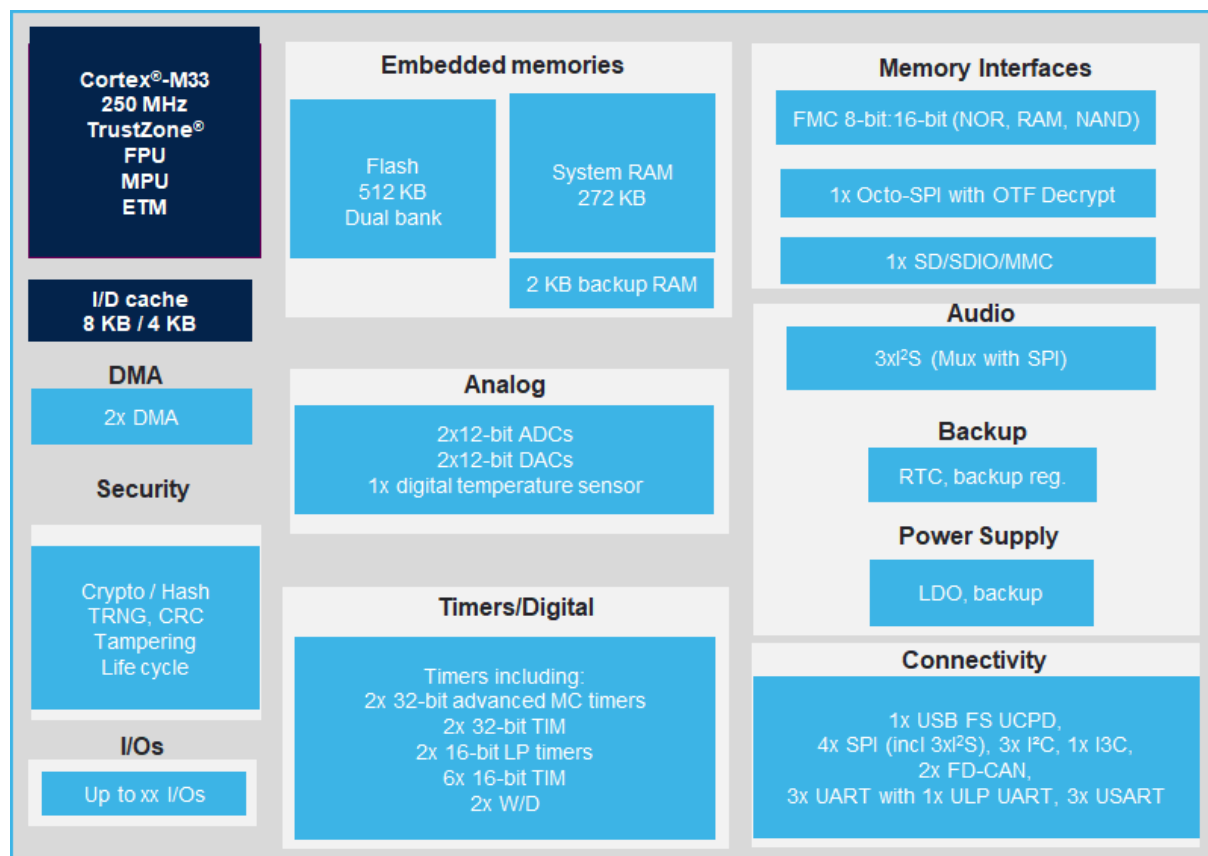 Cortex®-M33
250 MHz
TrustZone®
FPU
MPU
ETM
I/D cache
8 KB / 4 KB
DMA
2x DMA
Security
Crypto / Hash
TRNG, CRC
Tampering
Life cycle
I/Os
Up to xx I/Os
Embedded memories
Flash
512 KB
Dual bank
System RAM
272 KB
2 KB backup RAM
Analog
2x12-bit ADCs
2x12-bit DACs
1x digital temperature sensor
Timers/Digital
Timers including:
2x 32-bit advanced MC timers
2x 32-bit TIM
2x 16-bit LP timers
6x 16-bit TIM
2x W/D
Memory Interfaces
FMC 8-bit:16-bit (NOR, RAM, NAND)
1x Octo-SPI with OTF Decrypt
1x SD/SDIO/MMC
Audio
3xI²S (Mux with SPI)
Backup
RTC, backup reg.
Power Supply
LDO, backup
Connectivity
1x USB FS UCPD,
4x SPI (incl 3xI²S), 3x I²C, 1x I3C,
2x FD-CAN,
3x UART with 1x ULP UART, 3x USART